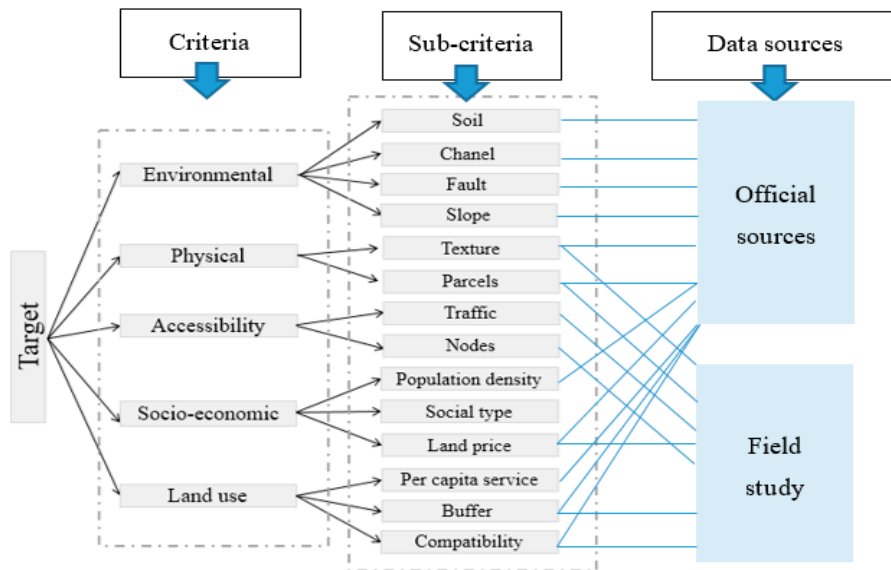 Criteria
Sub-criteria
Data sources
Target
Environmental
Physical
Accessibility
Socio-economic
Land use
Soil
Chanel
Fault
Slope
Texture
Parcels
Traffic
Nodes
Population density
Social type
Land price
Per capita service
Buffer
Compatibility
Official
sources
Field
study